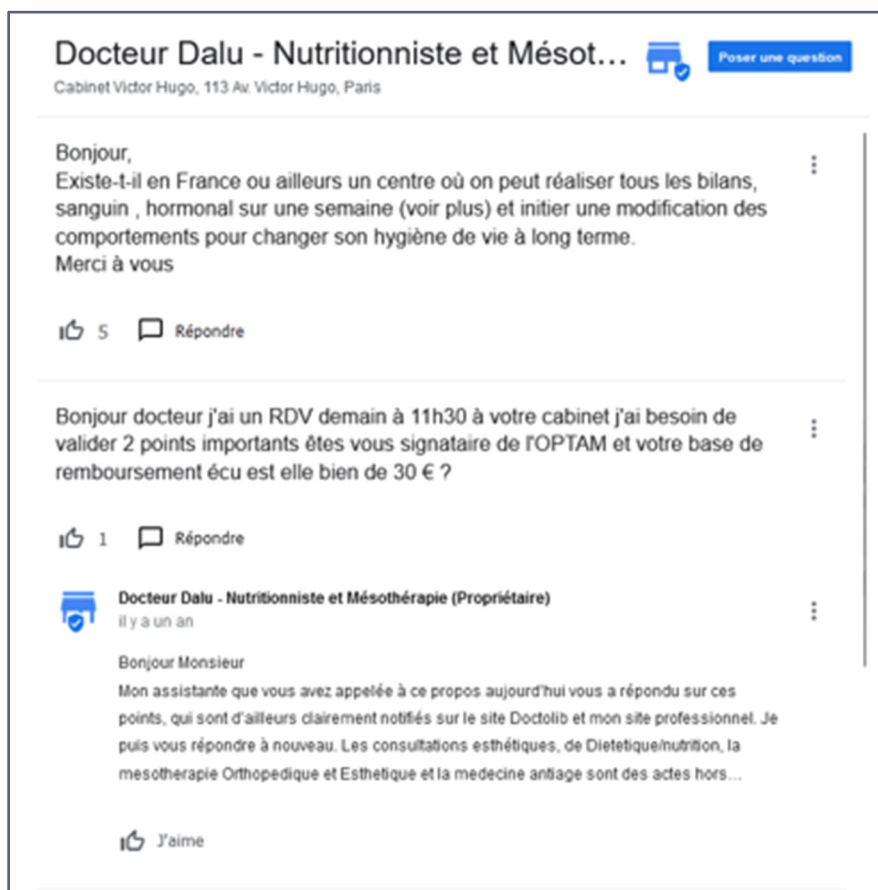 Docteur Dalu - Nutritionniste et Mésot...
Poser une question
Cabinet Victor Hugo, 113 Av. Victor Hugo, Paris
Bonjour,
Existe-t-il en France ou ailleurs un centre où on peut réaliser tous les bilans,
sanguin , hormonal sur une semaine (voir plus) et initier une modification des
comportements pour changer son hygiène de vie à long terme.
Merci à vous
5 Répondre
Bonjour docteur j'ai un RDV demain à 11h30 à votre cabinet j'ai besoin de
valider 2 points importants êtes vous signataire de l'OPTAM et votre base de
remboursement écu est elle bien de 30 € ?
1 Répondre
Docteur Dalu - Nutritionniste et Mésothérapie (Propriétaire)
il y a un an
Bonjour Monsieur
Mon assistante que vous avez appelée à ce propos aujourd'hui vous a répondu sur ces
points, qui sont d'ailleurs clairement notifiés sur le site Doctolib et mon site professionnel. Je
puis vous répondre à nouveau. Les consultations esthétiques, de Dietetique/nutrition, la
mesotherapie Orthopedique et Esthetique et la medecine antiage sont des actes hors...
J'aime